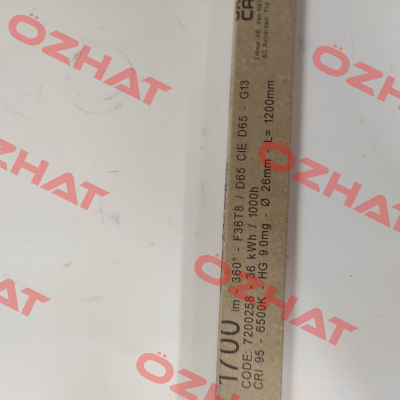 1700 lm - 360° - F36T8 / D65 CIE D65 - G13
CODE: 7200258 - 36 kWh / 1000h
CRI 95 - 6500K - HG 9.0mg - Ø 26mm - L= 1200mm
ÖZHAT
ÖZHAT
ÖZHAT
ÖZHAT
ÖZHAT
ÖZHAT